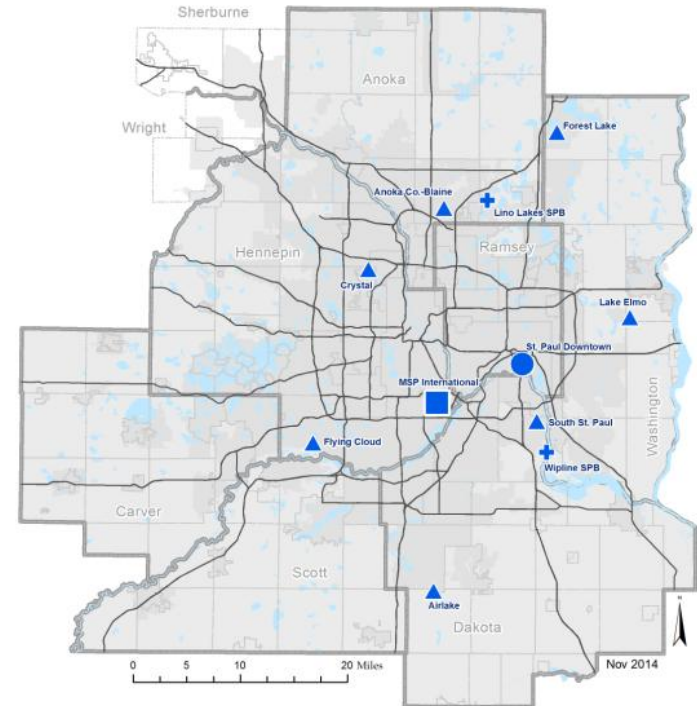 Sherburne
Anoka
Wright
Forest Lake
Anoka Co.-Blaine
Lino Lakes SPB
Hennepin
Ramsey
Crystal
Lake Elmo
St. Paul Downtown
MSP International
Washington
South St. Paul
Flying Cloud
Wipline SPB
Carver
Scott
Airlake
Dakota
N
Nov 2014
0 5 10 20 Miles